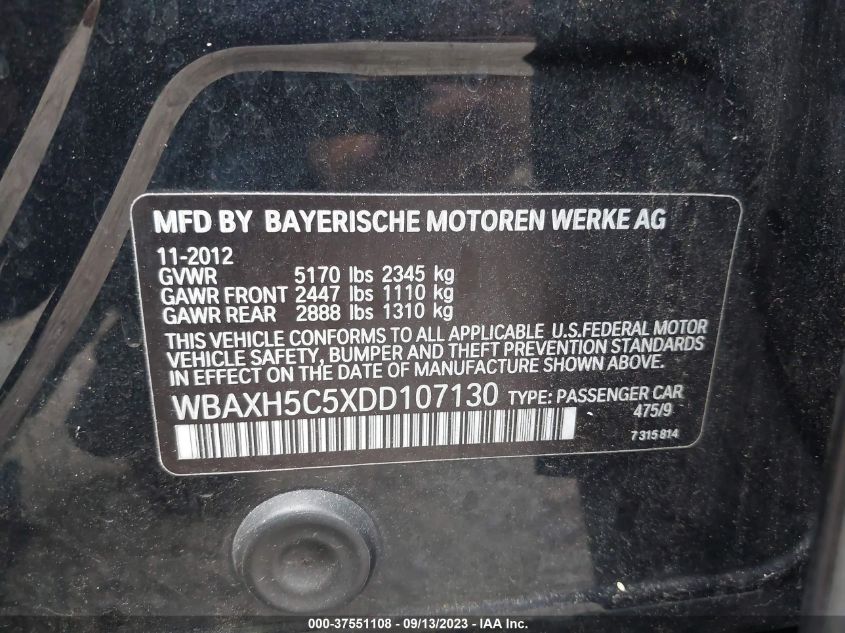 MFD BY BAYERISCHE MOTOREN WERKE AG
11-2012
GVWR 5170 lbs 2345 kg
GAWR FRONT 2447 lbs 1110 kg
GAWR REAR 2888 lbs 1310 kg
THIS VEHICLE CONFORMS TO ALL APPLICABLE U.S.FEDERAL MOTOR
VEHICLE SAFETY, BUMPER AND THEFT PREVENTION STANDARDS
IN EFFECT ON THE DATE OF MANUFACTURE SHOWN ABOVE.
WBAXH5C5XDD107130 TYPE: PASSENGER CAR
475/9
7 315 814
000-37551108 - 09/13/2023 - IAA Inc.